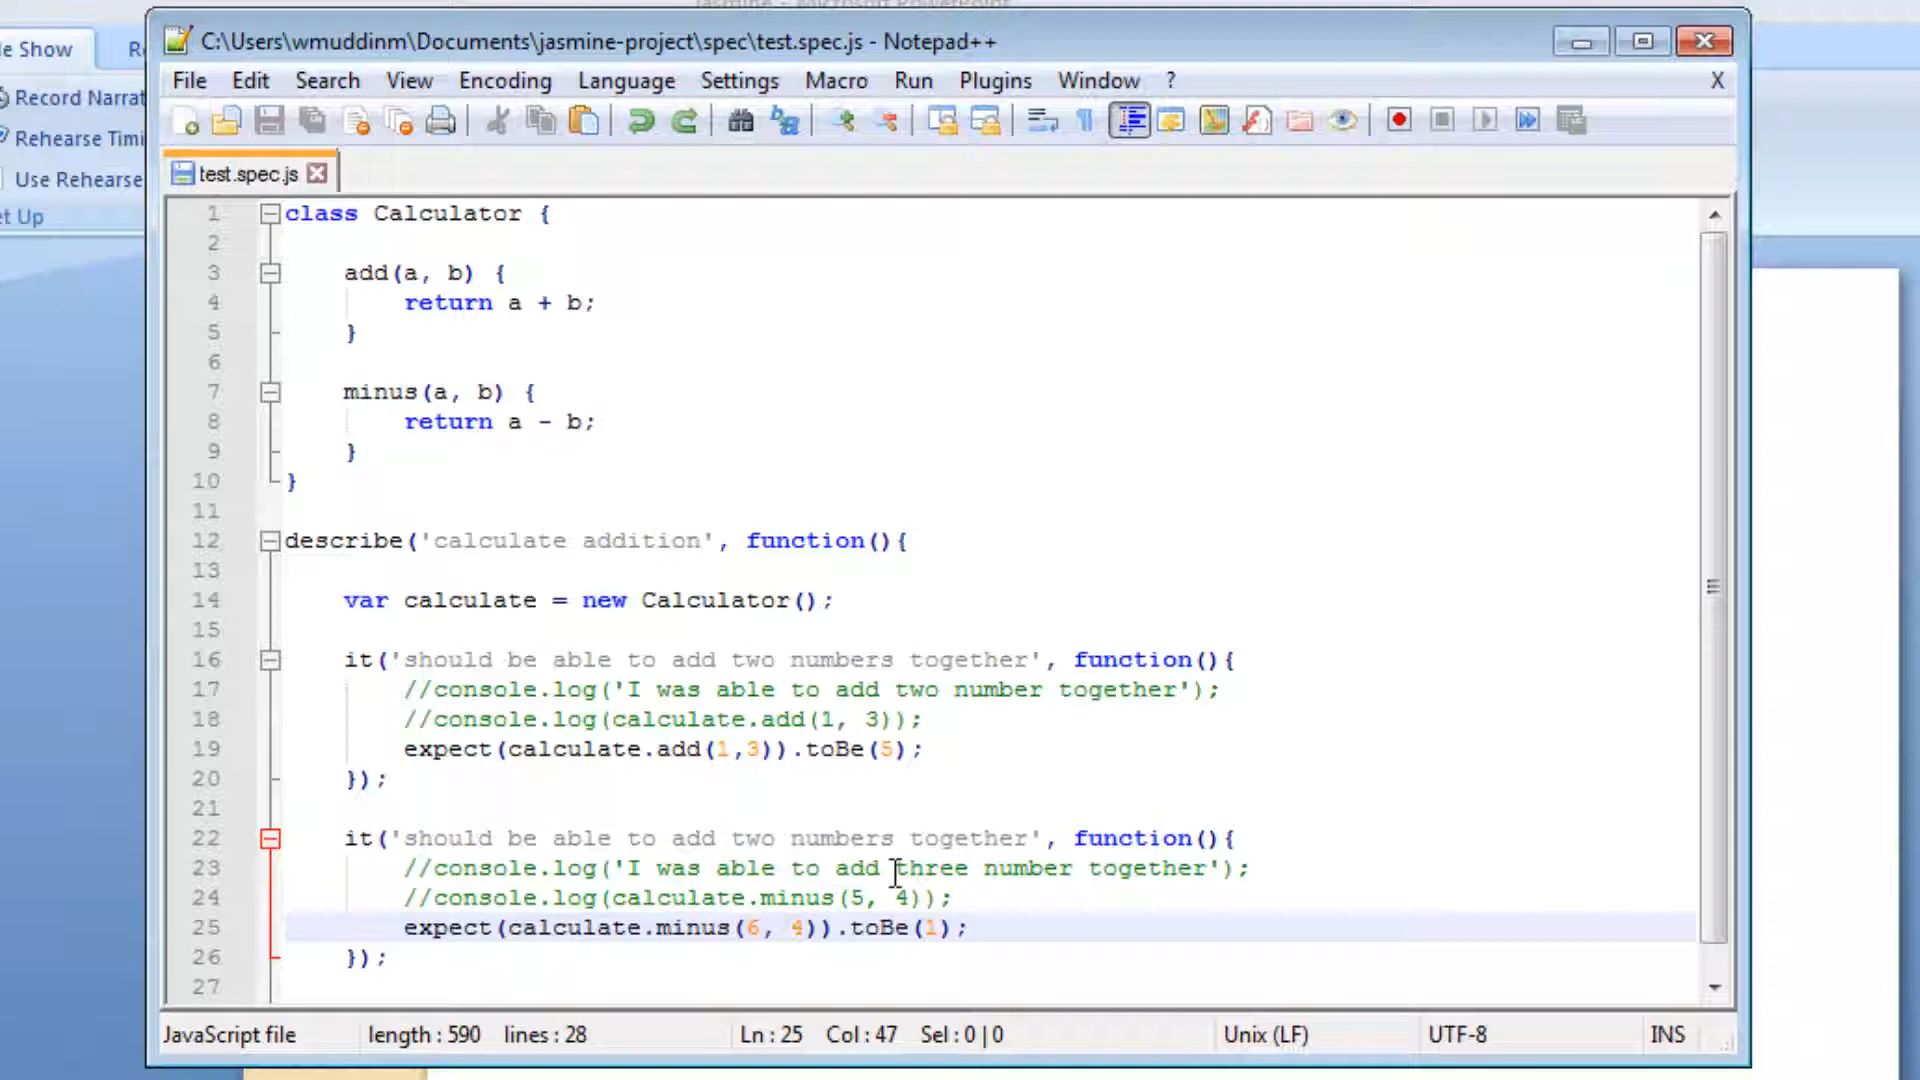 Jasmine - Microsoft PowerPoint
C:\Users\wmuddinm\Documents\jasmine-project\spec\test.spec.js - Notepad++
e Show
R
File Edit Search View Encoding Language Settings Macro Run Plugins Window ? X
Record Narrat
Rehearse Timi
Use Rehearse
et Up
test.spec.js
1 class Calculator {
2
3 add(a, b) {
4 return a + b;
5 }
6
7 minus(a, b) {
8 return a - b;
9 }
10 }
11
12 describe('calculate addition', function(){
13
14 var calculate = new Calculator();
15
16 it('should be able to add two numbers together', function(){
17 //console.log('I was able to add two number together');
18 //console.log(calculate.add(1, 3));
19 expect(calculate.add(1,3)).toBe(5);
20 });
21
22 it('should be able to add two numbers together', function(){
23 //console.log('I was able to add three number together');
24 //console.log(calculate.minus(5, 4));
25 expect(calculate.minus(6, 4)).toBe(1);
26 });
27
JavaScript file length : 590 lines : 28 Ln : 25 Col : 47 Sel : 0 | 0 Unix (LF) UTF-8 INS